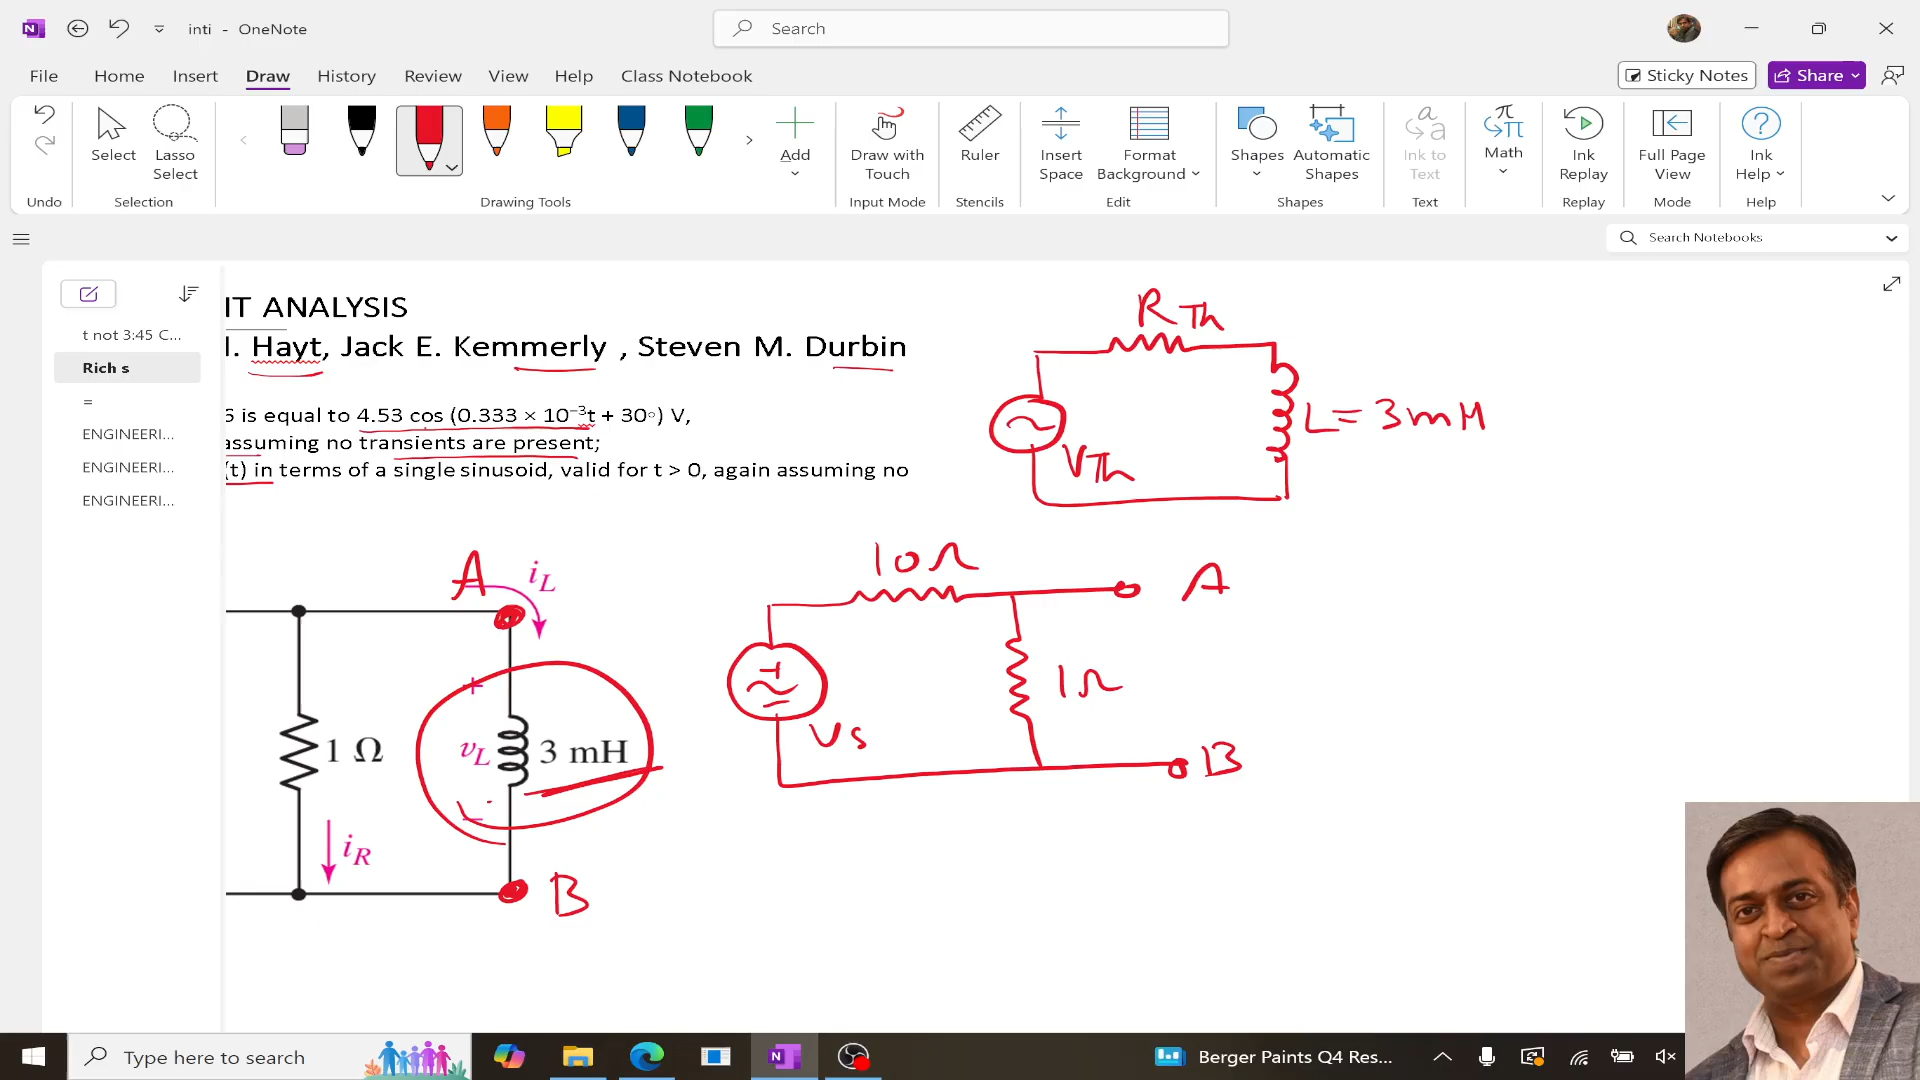 inti - OneNote
Search
File Home Insert Draw History Review View Help Class Notebook
Sticky Notes Share
Select
Lasso Select
Add
Draw with Touch
Ruler
Insert Space
Format Background
Shapes
Automatic Shapes
Ink to Text
Math
Ink Replay
Full Page View
Ink Help
Undo Selection Drawing Tools Input Mode Stencils Edit Shapes Text Replay Mode Help
Search Notebooks
t not 3:45 C...
Rich s
=
ENGINEERI...
ENGINEERI...
ENGINEERI...
IT ANALYSIS
I. Hayt, Jack E. Kemmerly , Steven M. Durbin
is equal to 4.53 cos (0.333 × 10⁻³t + 30◦) V,
assuming no transients are present;
(t) in terms of a single sinusoid, valid for t > 0, again assuming no
RTh
VTh
L = 3mH
A
iL
+
vL
3 mH
−
1 Ω
iR
B
10Ω
A
+
−
Vs
1Ω
B
Type here to search
Berger Paints Q4 Res...